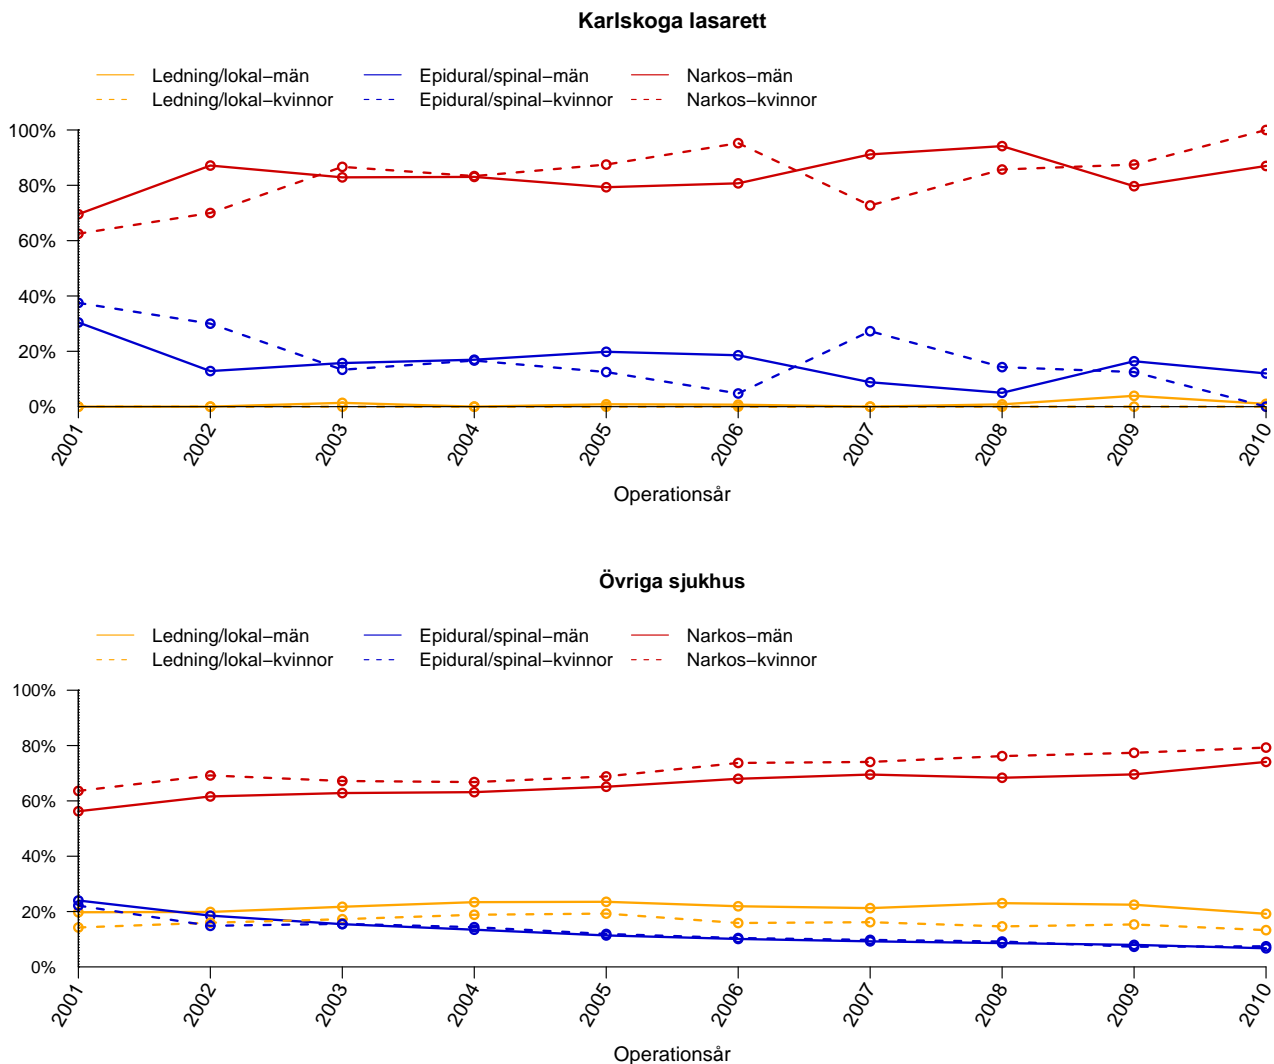 Karlskoga lasarett
Ledning/lokal−män Epidural/spinal−män Narkos−män
Ledning/lokal−kvinnor Epidural/spinal−kvinnor Narkos−kvinnor
100%
80%
60%
40%
20%
0%
2001 2002 2003 2004 2005 2006 2007 2008 2009 2010
Operationsår
Övriga sjukhus
Ledning/lokal−män Epidural/spinal−män Narkos−män
Ledning/lokal−kvinnor Epidural/spinal−kvinnor Narkos−kvinnor
100%
80%
60%
40%
20%
0%
2001 2002 2003 2004 2005 2006 2007 2008 2009 2010
Operationsår